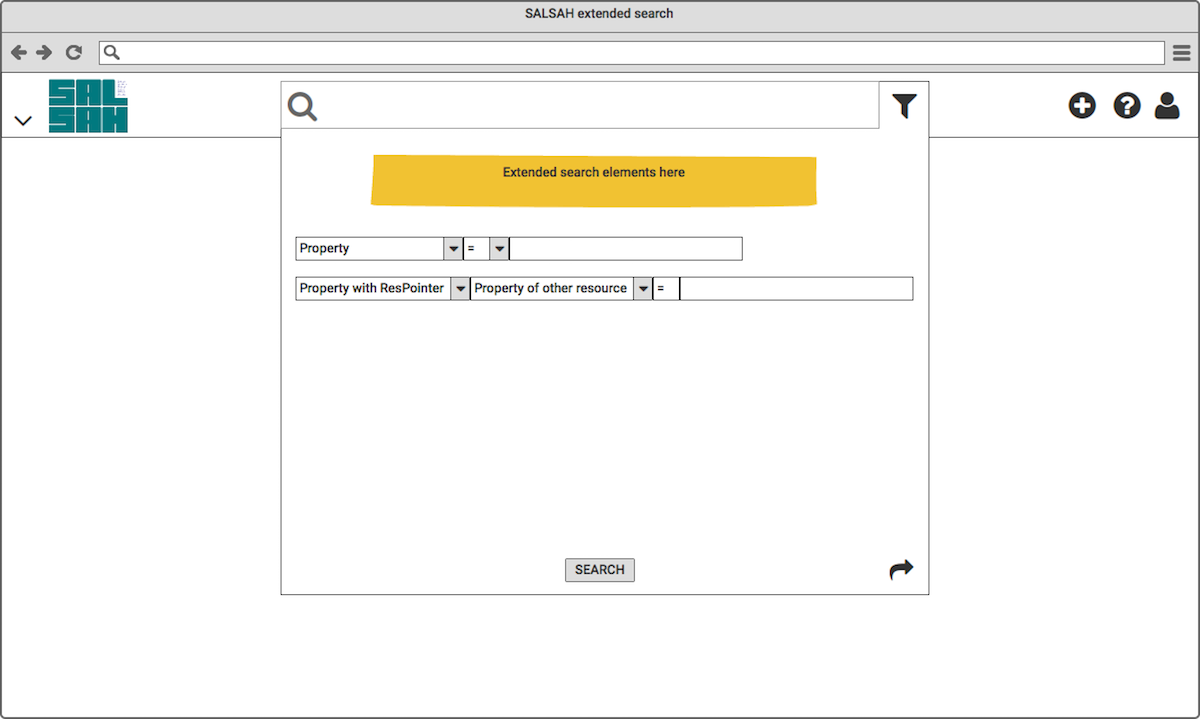 SALSAH extended search
SAL
SAH
Extended search elements here
Property
=
Property with ResPointer
Property of other resource
=
SEARCH